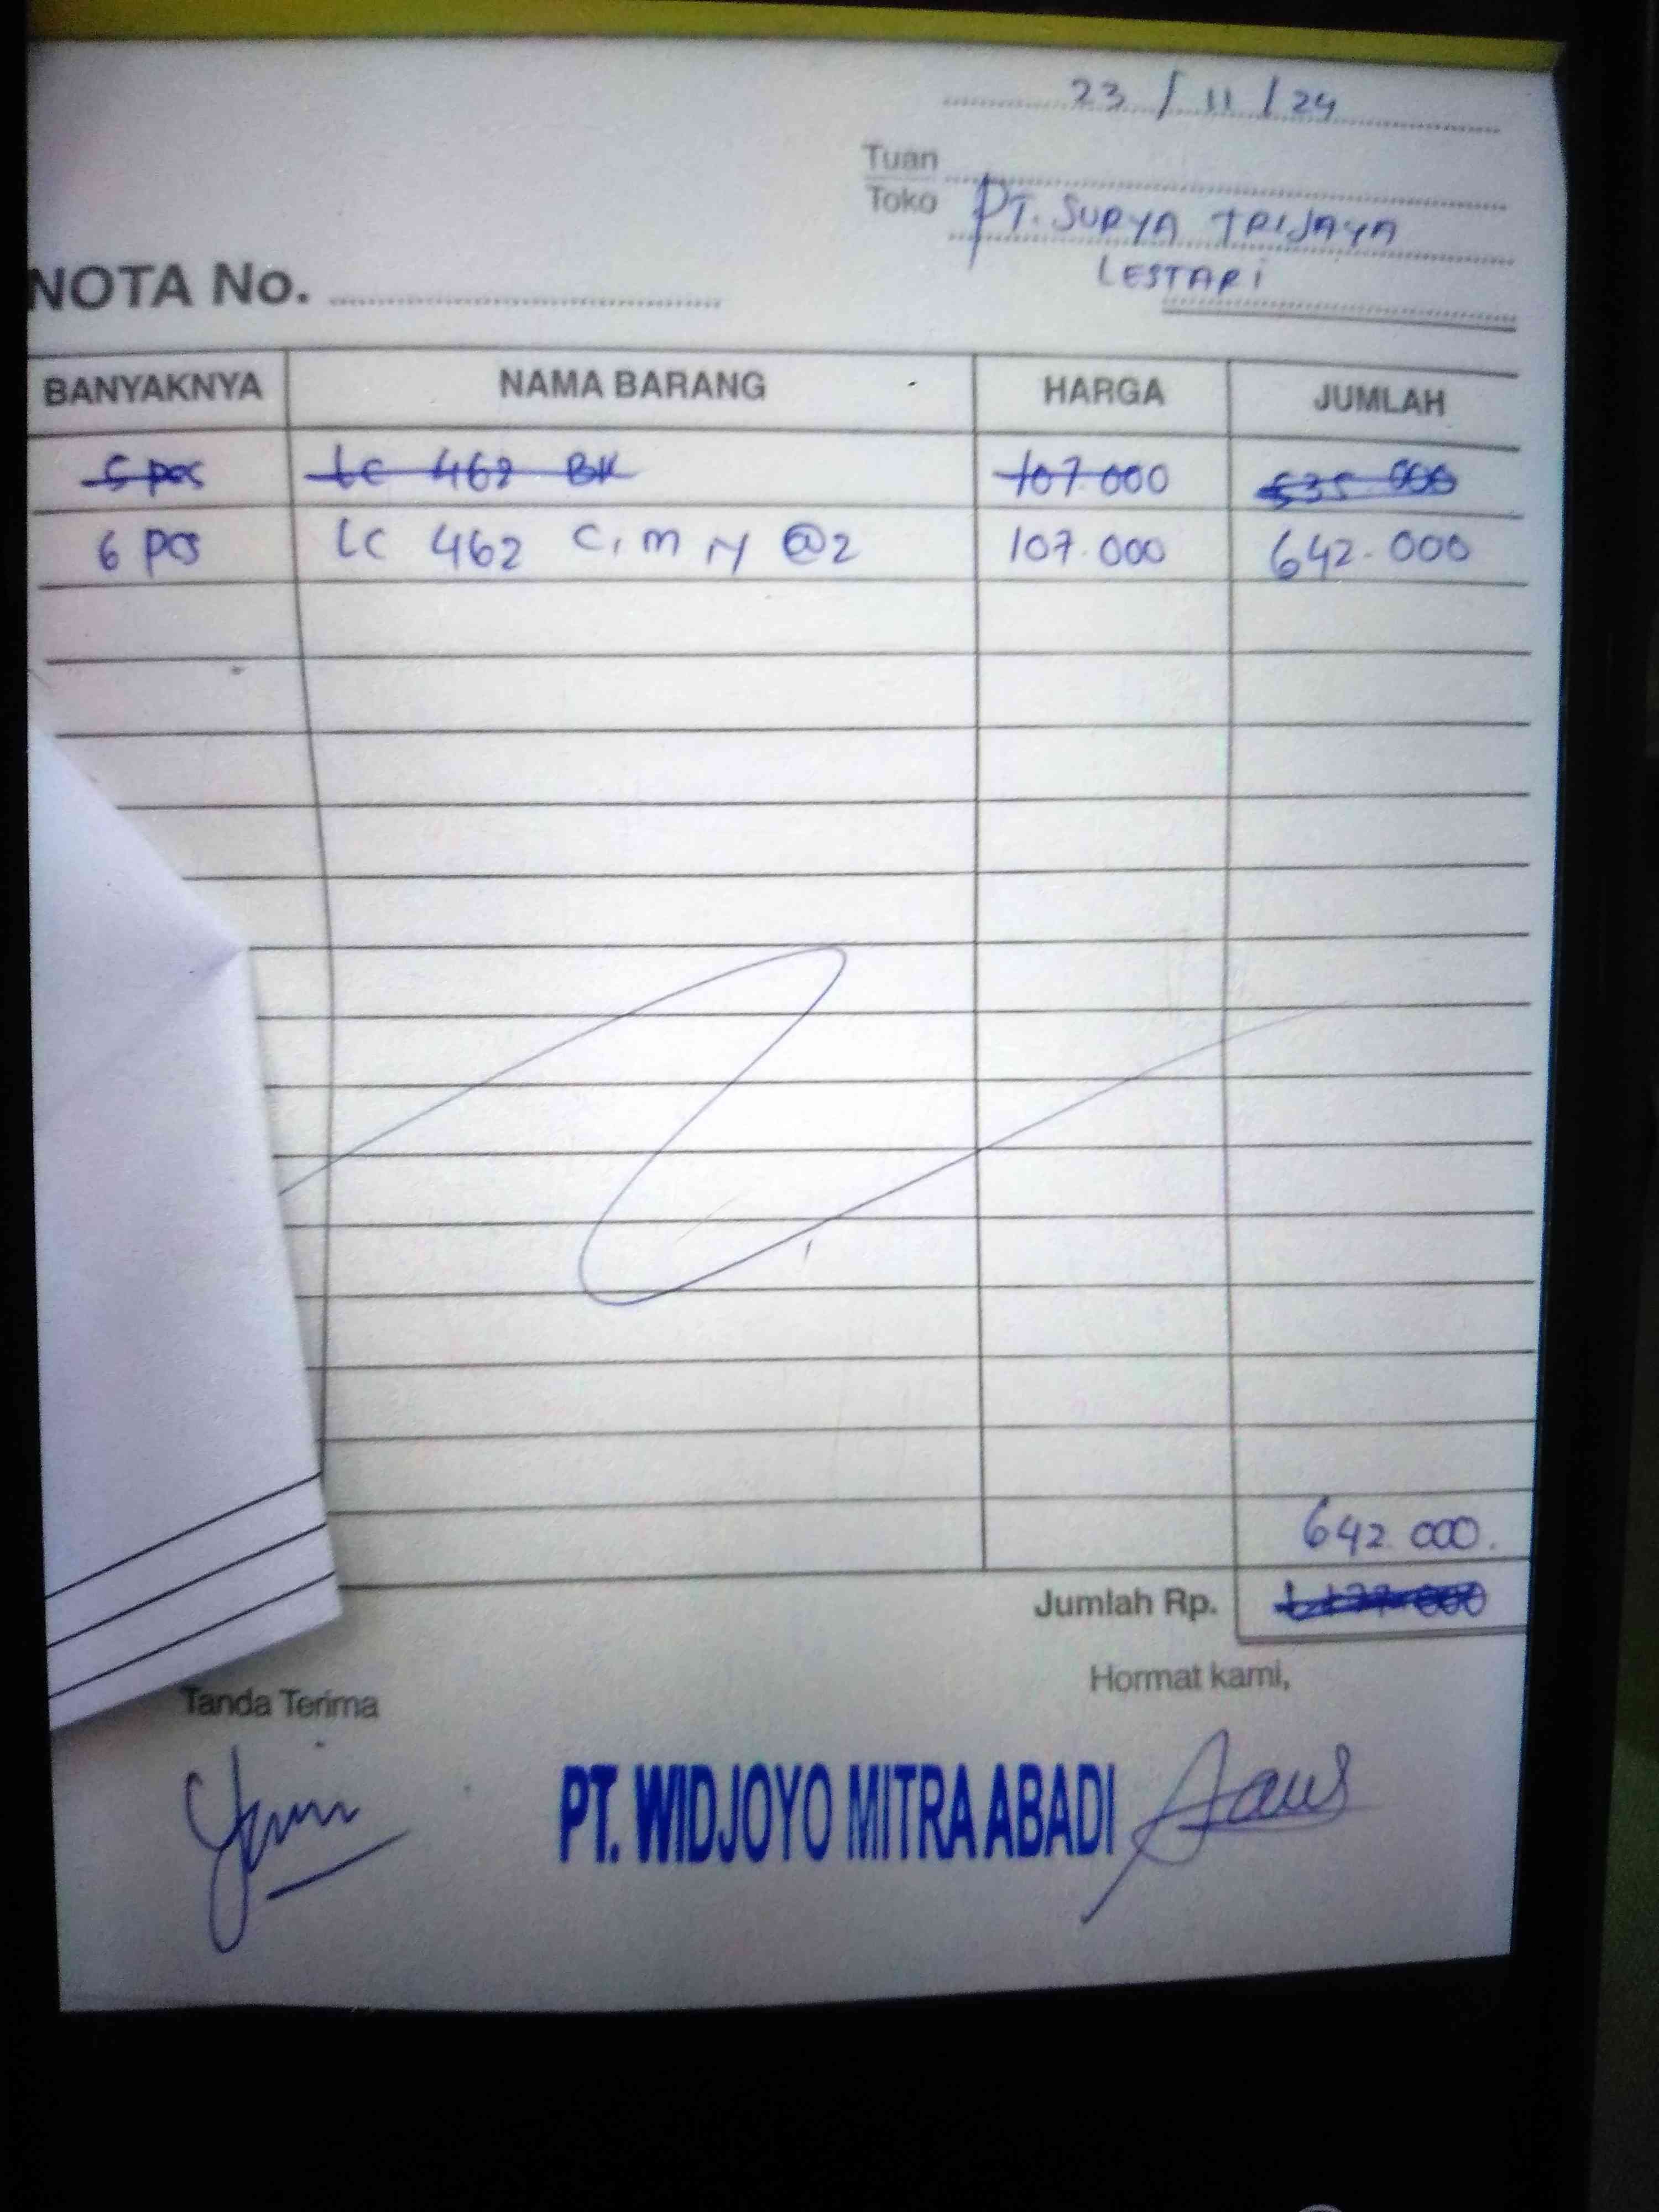 23 / 11 / 24
Tuan
Toko PT. SURYA TRIJAYA
LESTARI
NOTA No.
BANYAKNYA NAMA BARANG HARGA JUMLAH
5 pcs LC 462 BK 107.000 535.000
6 pcs LC 462 C, M, Y @2 107.000 642.000
642.000.
Jumlah Rp.
Hormat kami,
Tanda Terima
PT. WIDJOYO MITRA ABADI